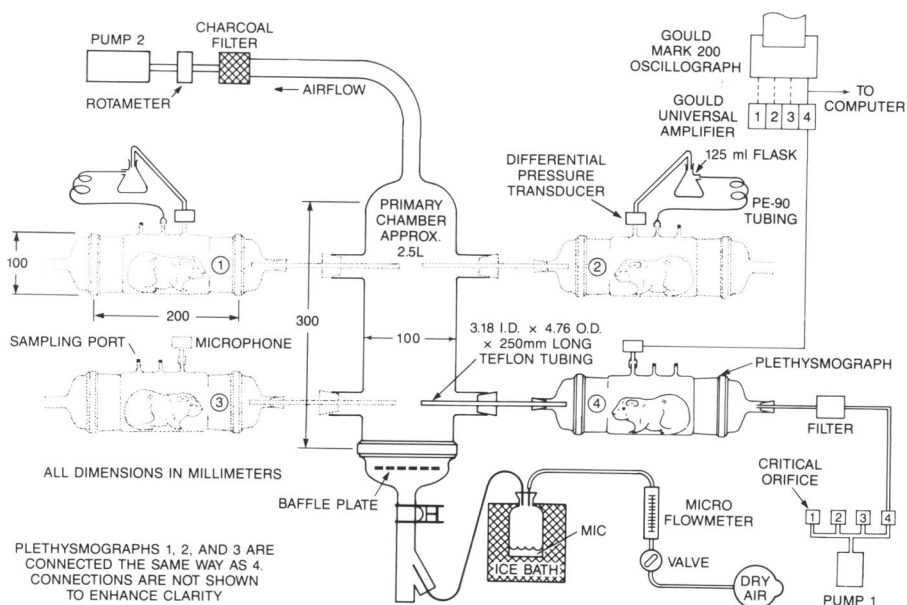 PUMP 2
CHARCOAL
FILTER
ROTAMETER
AIRFLOW
GOULD
MARK 200
OSCILLOGRAPH
TO
COMPUTER
GOULD
UNIVERSAL
AMPLIFIER
1 2 3 4
DIFFERENTIAL
PRESSURE
TRANSDUCER
125 ml FLASK
PE-90
TUBING
PRIMARY
CHAMBER
APPROX.
2.5L
100
1
2
200
300
100
3.18 I.D. × 4.76 O.D.
× 250mm LONG
TEFLON TUBING
SAMPLING PORT
MICROPHONE
PLETHYSMOGRAPH
3
4
FILTER
ALL DIMENSIONS IN MILLIMETERS
BAFFLE PLATE
CRITICAL
ORIFICE
1 2 3 4
MICRO
FLOWMETER
MIC
ICE BATH
VALVE
DRY
AIR
PUMP 1
PLETHYSMOGRAPHS 1, 2, AND 3 ARE
CONNECTED THE SAME WAY AS 4.
CONNECTIONS ARE NOT SHOWN
TO ENHANCE CLARITY